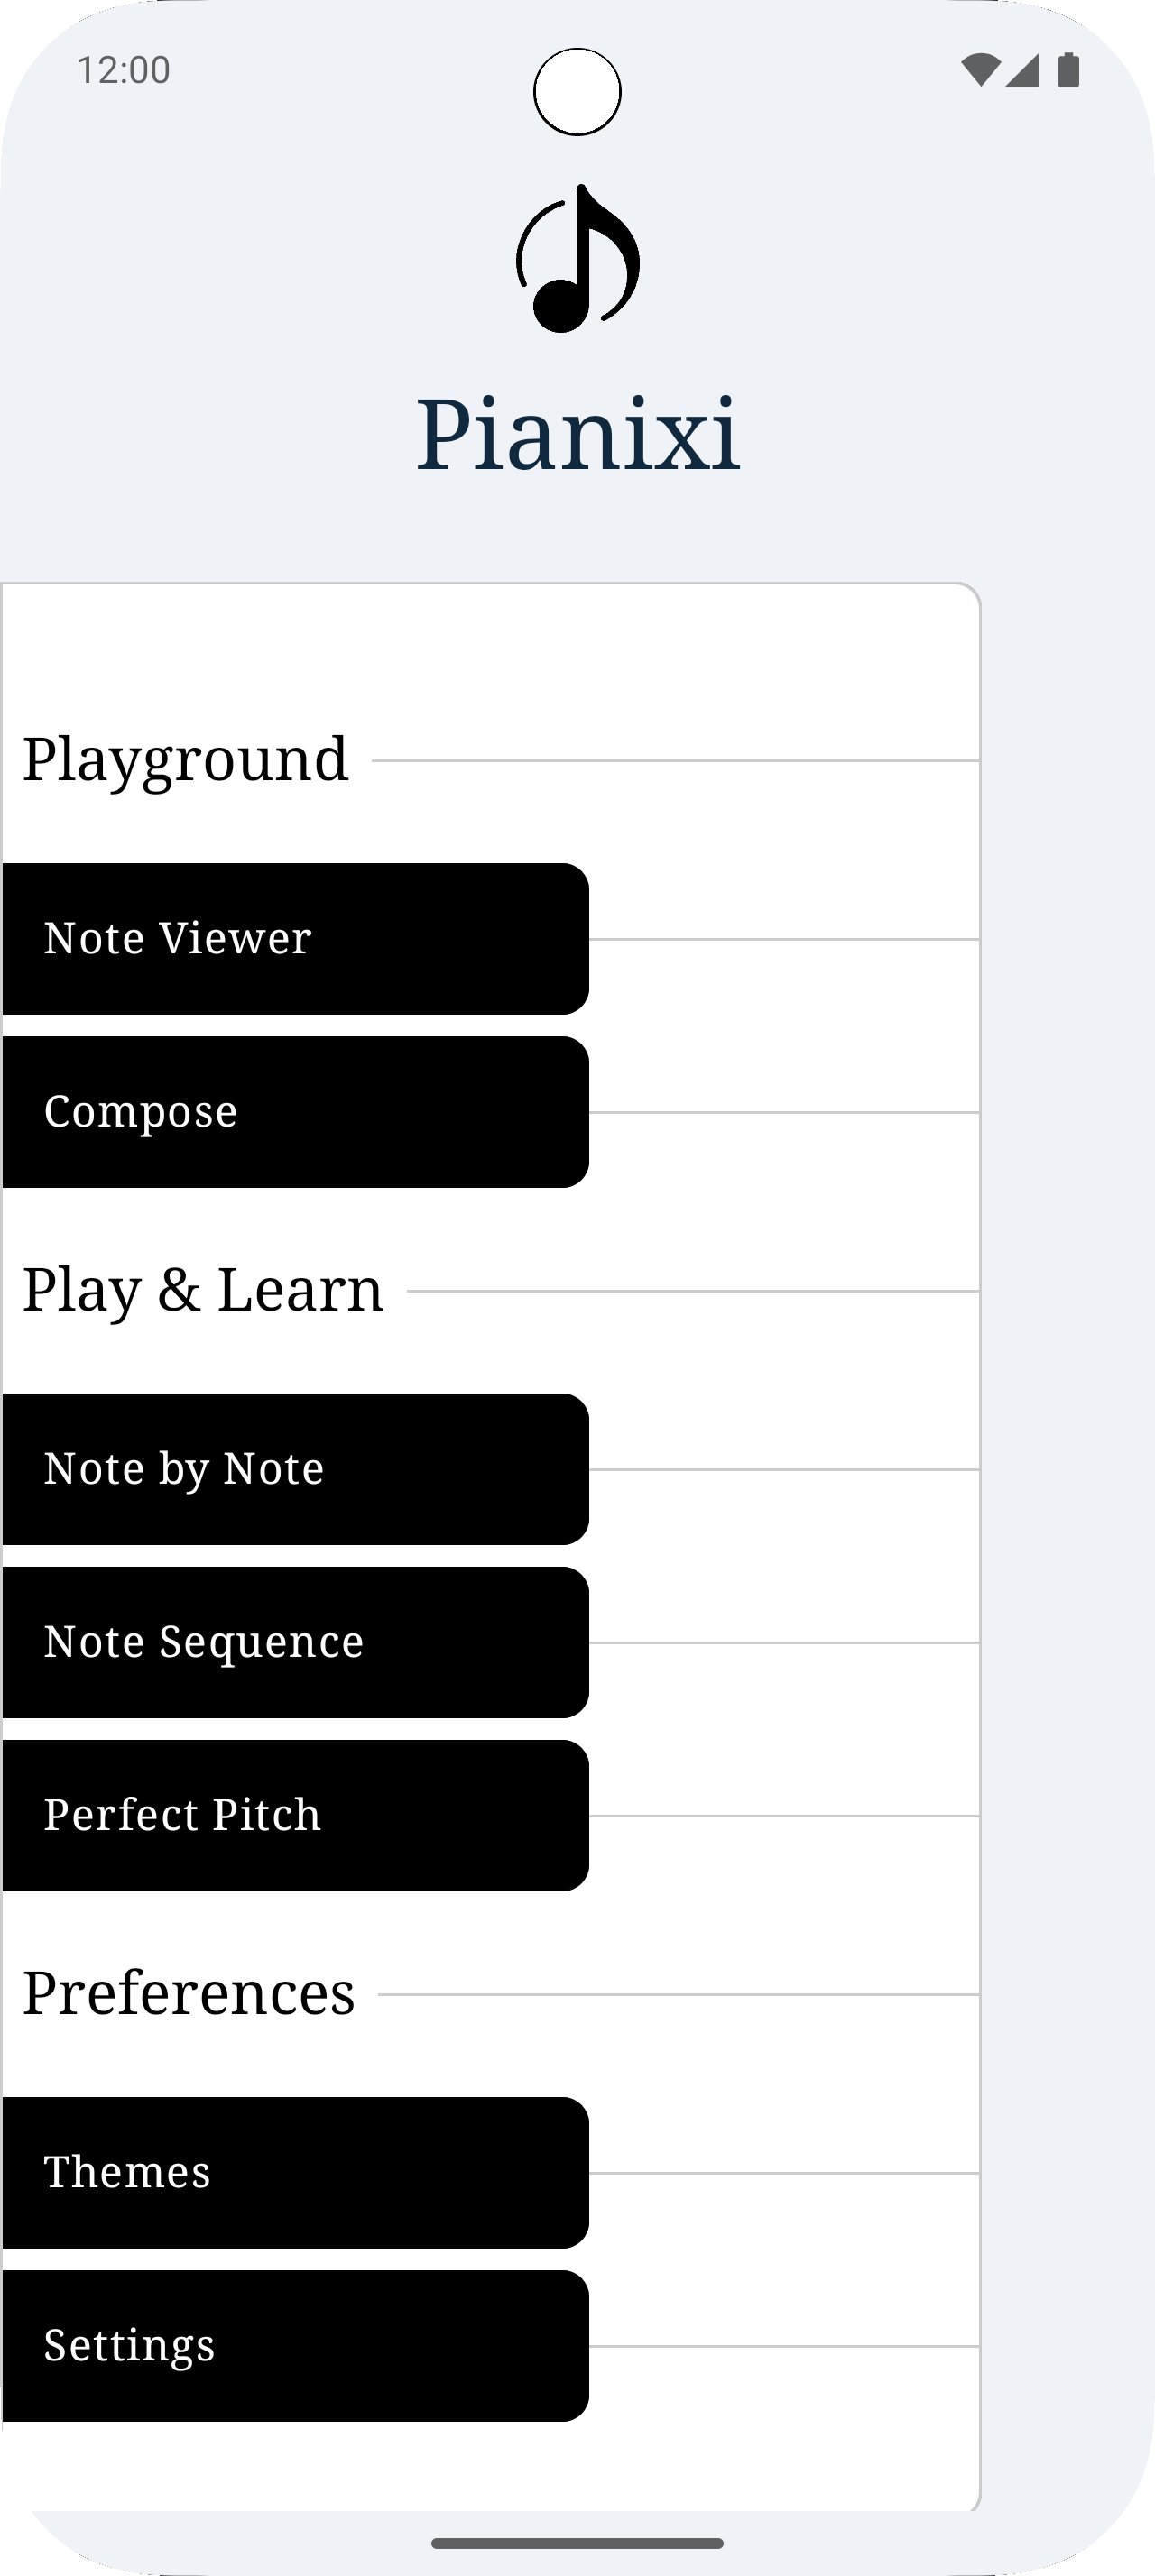 12:00
Pianixi
Playground
Note Viewer
Compose
Play & Learn
Note by Note
Note Sequence
Perfect Pitch
Preferences
Themes
Settings